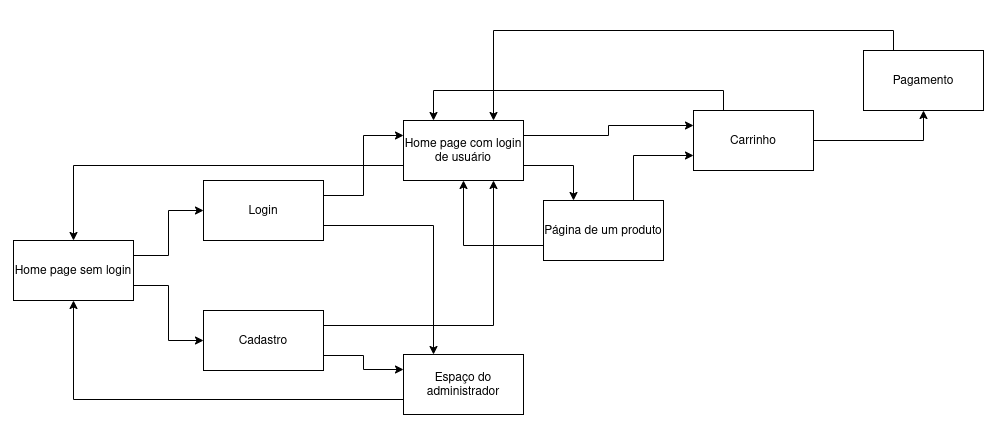 Pagamento
Home page com login
de usuário
Carrinho
Login
Página de um produto
Home page sem login
Cadastro
Espaço do
administrador